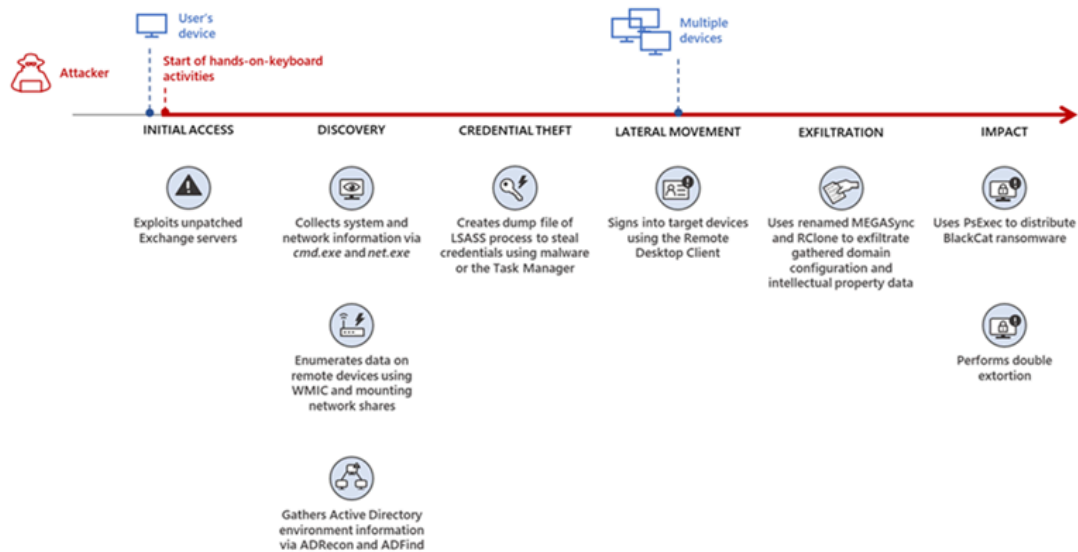 User's
device
Multiple
devices
Attacker
Start of hands-on-keyboard
activities
INITIAL ACCESS
DISCOVERY
CREDENTIAL THEFT
LATERAL MOVEMENT
EXFILTRATION
IMPACT
Exploits unpatched
Exchange servers
Collects system and
network information via
cmd.exe and net.exe
Creates dump file of
LSASS process to steal
credentials using malware
or the Task Manager
Signs into target devices
using the Remote
Desktop Client
Uses renamed MEGASync
and RClone to exfiltrate
gathered domain
configuration and
intellectual property data
Uses PsExec to distribute
BlackCat ransomware
Enumerates data on
remote devices using
WMIC and mounting
network shares
Performs double
extortion
Gathers Active Directory
environment information
via ADRecon and ADFind